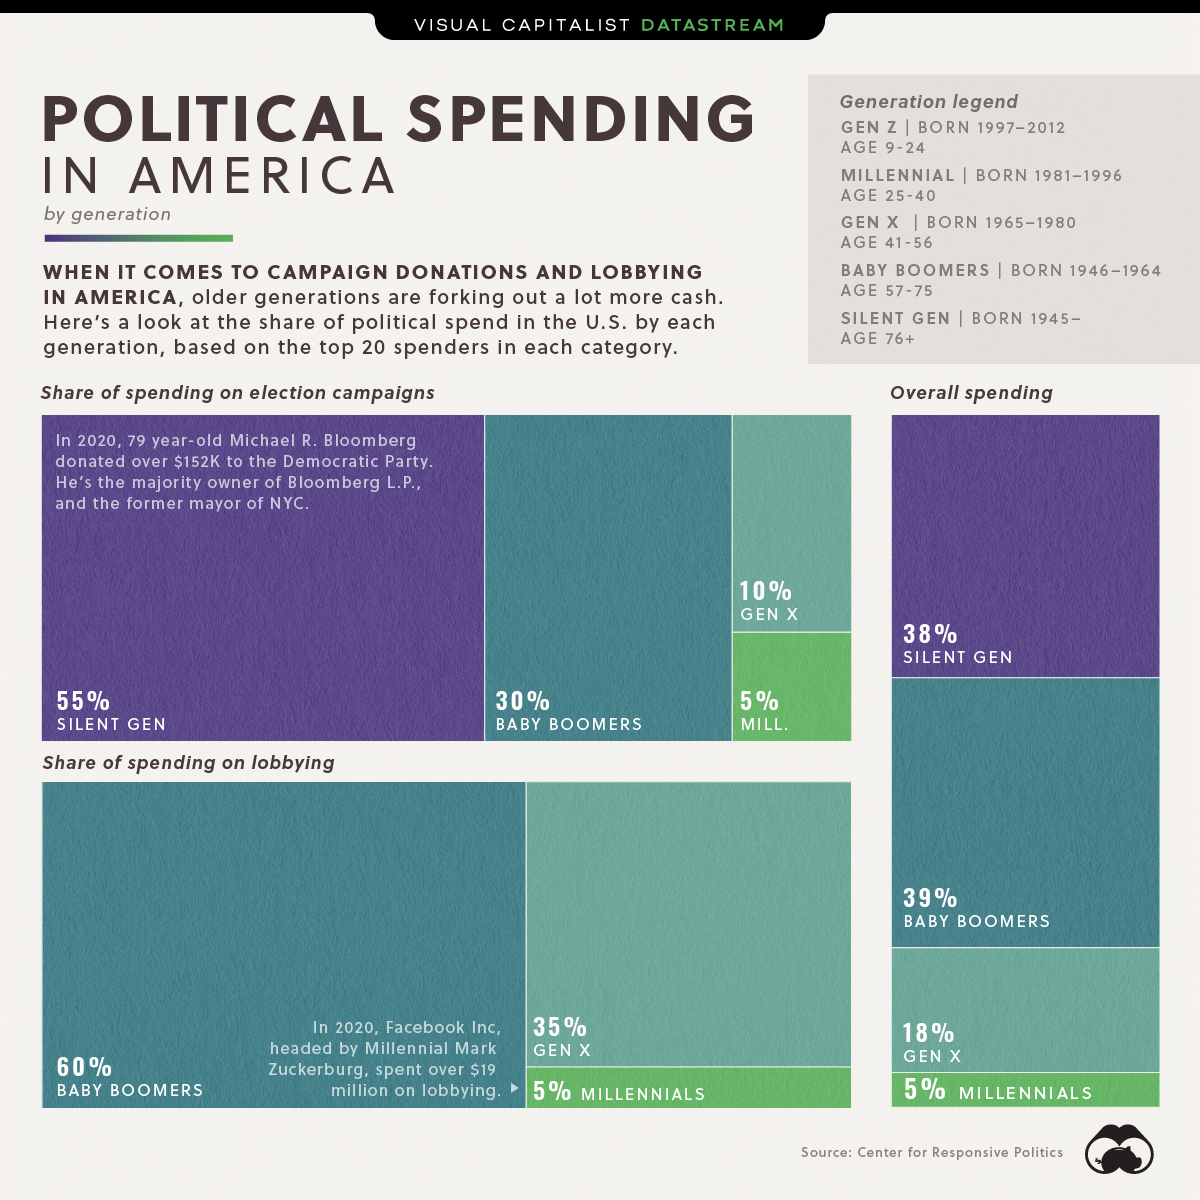 VISUAL CAPITALIST DATASTREAM
POLITICAL SPENDING
IN AMERICA
by generation
WHEN IT COMES TO CAMPAIGN DONATIONS AND LOBBYING
IN AMERICA, older generations are forking out a lot more cash.
Here's a look at the share of political spend in the U.S. by each
generation, based on the top 20 spenders in each category.
Generation legend
GEN Z | BORN 1997–2012
AGE 9-24
MILLENNIAL | BORN 1981–1996
AGE 25-40
GEN X | BORN 1965–1980
AGE 41-56
BABY BOOMERS | BORN 1946–1964
AGE 57-75
SILENT GEN | BORN 1945–
AGE 76+
Share of spending on election campaigns
In 2020, 79 year-old Michael R. Bloomberg
donated over $152K to the Democratic Party.
He's the majority owner of Bloomberg L.P.,
and the former mayor of NYC.
55%
SILENT GEN
30%
BABY BOOMERS
10%
GEN X
5%
MILL.
Share of spending on lobbying
60%
BABY BOOMERS
In 2020, Facebook Inc,
headed by Millennial Mark
Zuckerburg, spent over $19
million on lobbying.
35%
GEN X
5% MILLENNIALS
Overall spending
38%
SILENT GEN
39%
BABY BOOMERS
18%
GEN X
5% MILLENNIALS
Source: Center for Responsive Politics